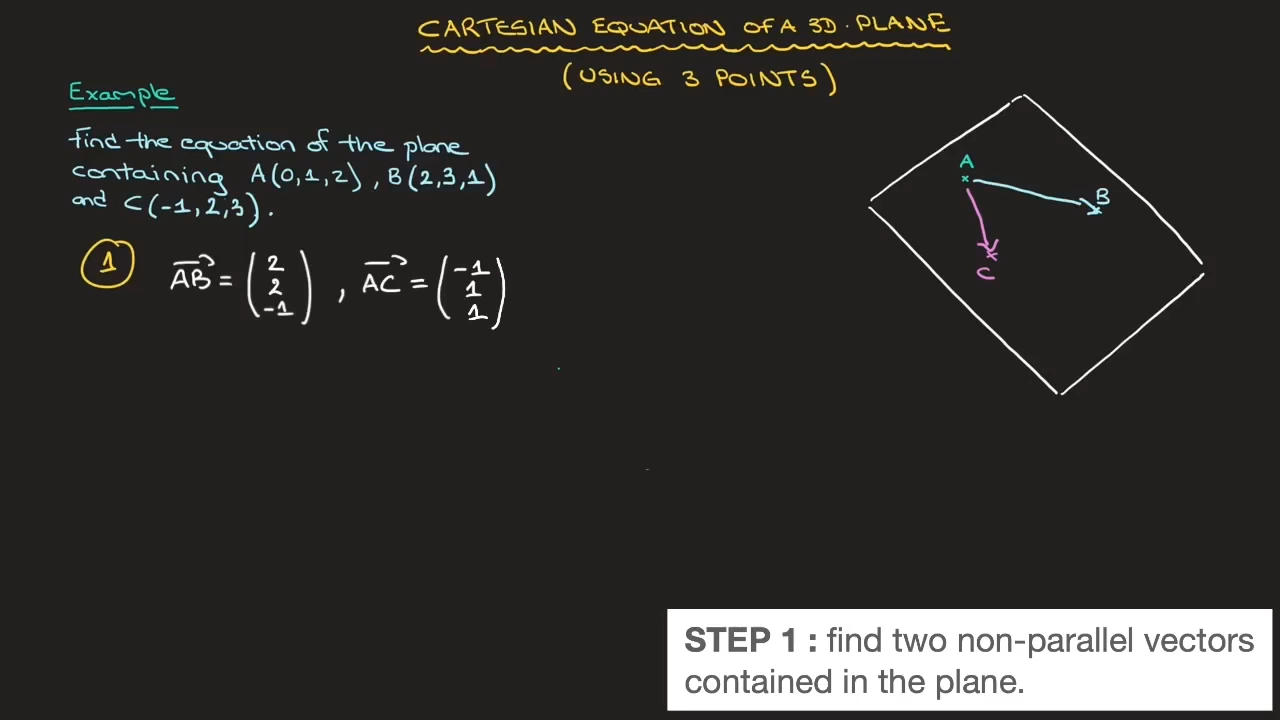 CARTESIAN EQUATION OF A 3D. PLANE
(USING 3 POINTS)
Example
Find the equation of the plane
containing A(0,1,2), B(2,3,1)
and C(-1,2,3).
1 AB = (2 2 -1), AC = (-1 1 1)
A
B
C
STEP 1 : find two non-parallel vectors
contained in the plane.